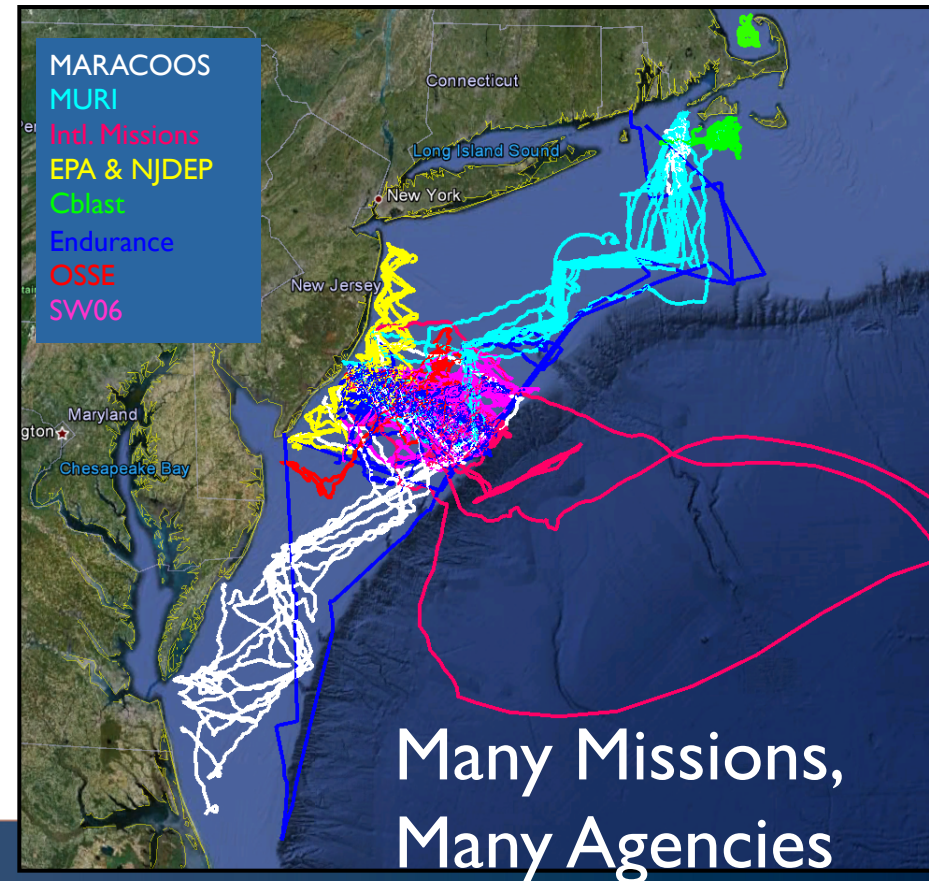 MARACOOS
MURI
Intl. Missions
EPA & NJDEP
Cblast
Endurance
OSSE
SW06
Connecticut
Long Island Sound
New York
New Jersey
Maryland
gton
Chesapeake Bay
Many Missions,
Many Agencies